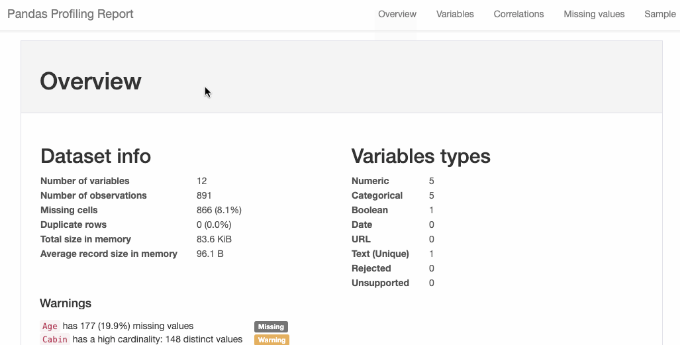 Pandas Profiling Report Overview Variables Correlations Missing values Sample
Overview
Dataset info
Number of variables 12
Number of observations 891
Missing cells 866 (8.1%)
Duplicate rows 0 (0.0%)
Total size in memory 83.6 KiB
Average record size in memory 96.1 B
Variables types
Numeric 5
Categorical 5
Boolean 1
Date 0
URL 0
Text (Unique) 1
Rejected 0
Unsupported 0
Warnings
Age has 177 (19.9%) missing values Missing
Cabin has a high cardinality: 148 distinct values Warning